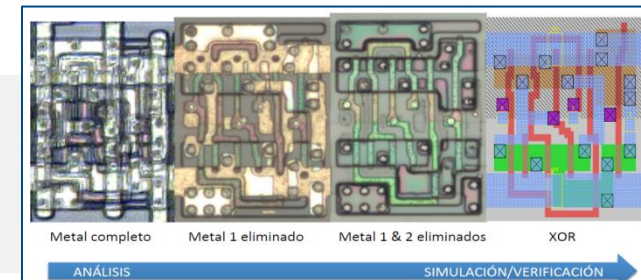 Metal completo
Metal 1 eliminado
Metal 1 & 2 eliminados
XOR
ANÁLISIS
SIMULACIÓN/VERIFICACIÓN